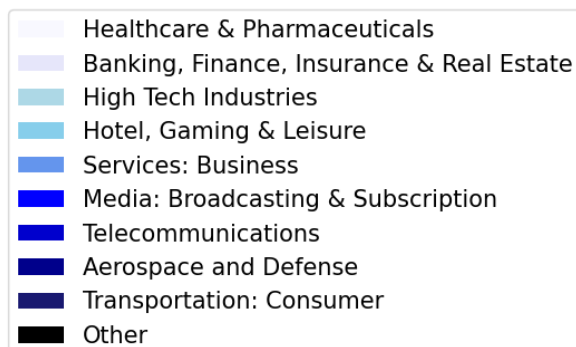 Healthcare & Pharmaceuticals
Banking, Finance, Insurance & Real Estate
High Tech Industries
Hotel, Gaming & Leisure
Services: Business
Media: Broadcasting & Subscription
Telecommunications
Aerospace and Defense
Transportation: Consumer
Other